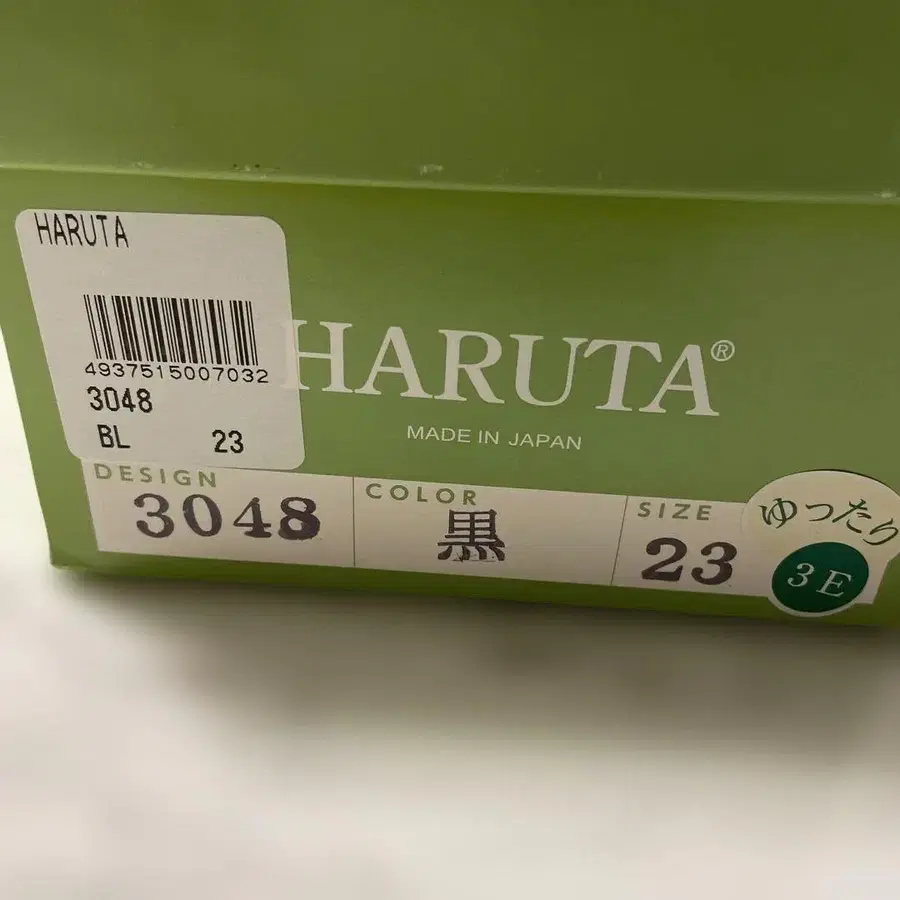 HARUTA
4937515007032
3048
BL 23
HARUTA®
MADE IN JAPAN
DESIGN 3048
COLOR 黒
SIZE 23
ゆったり
3E